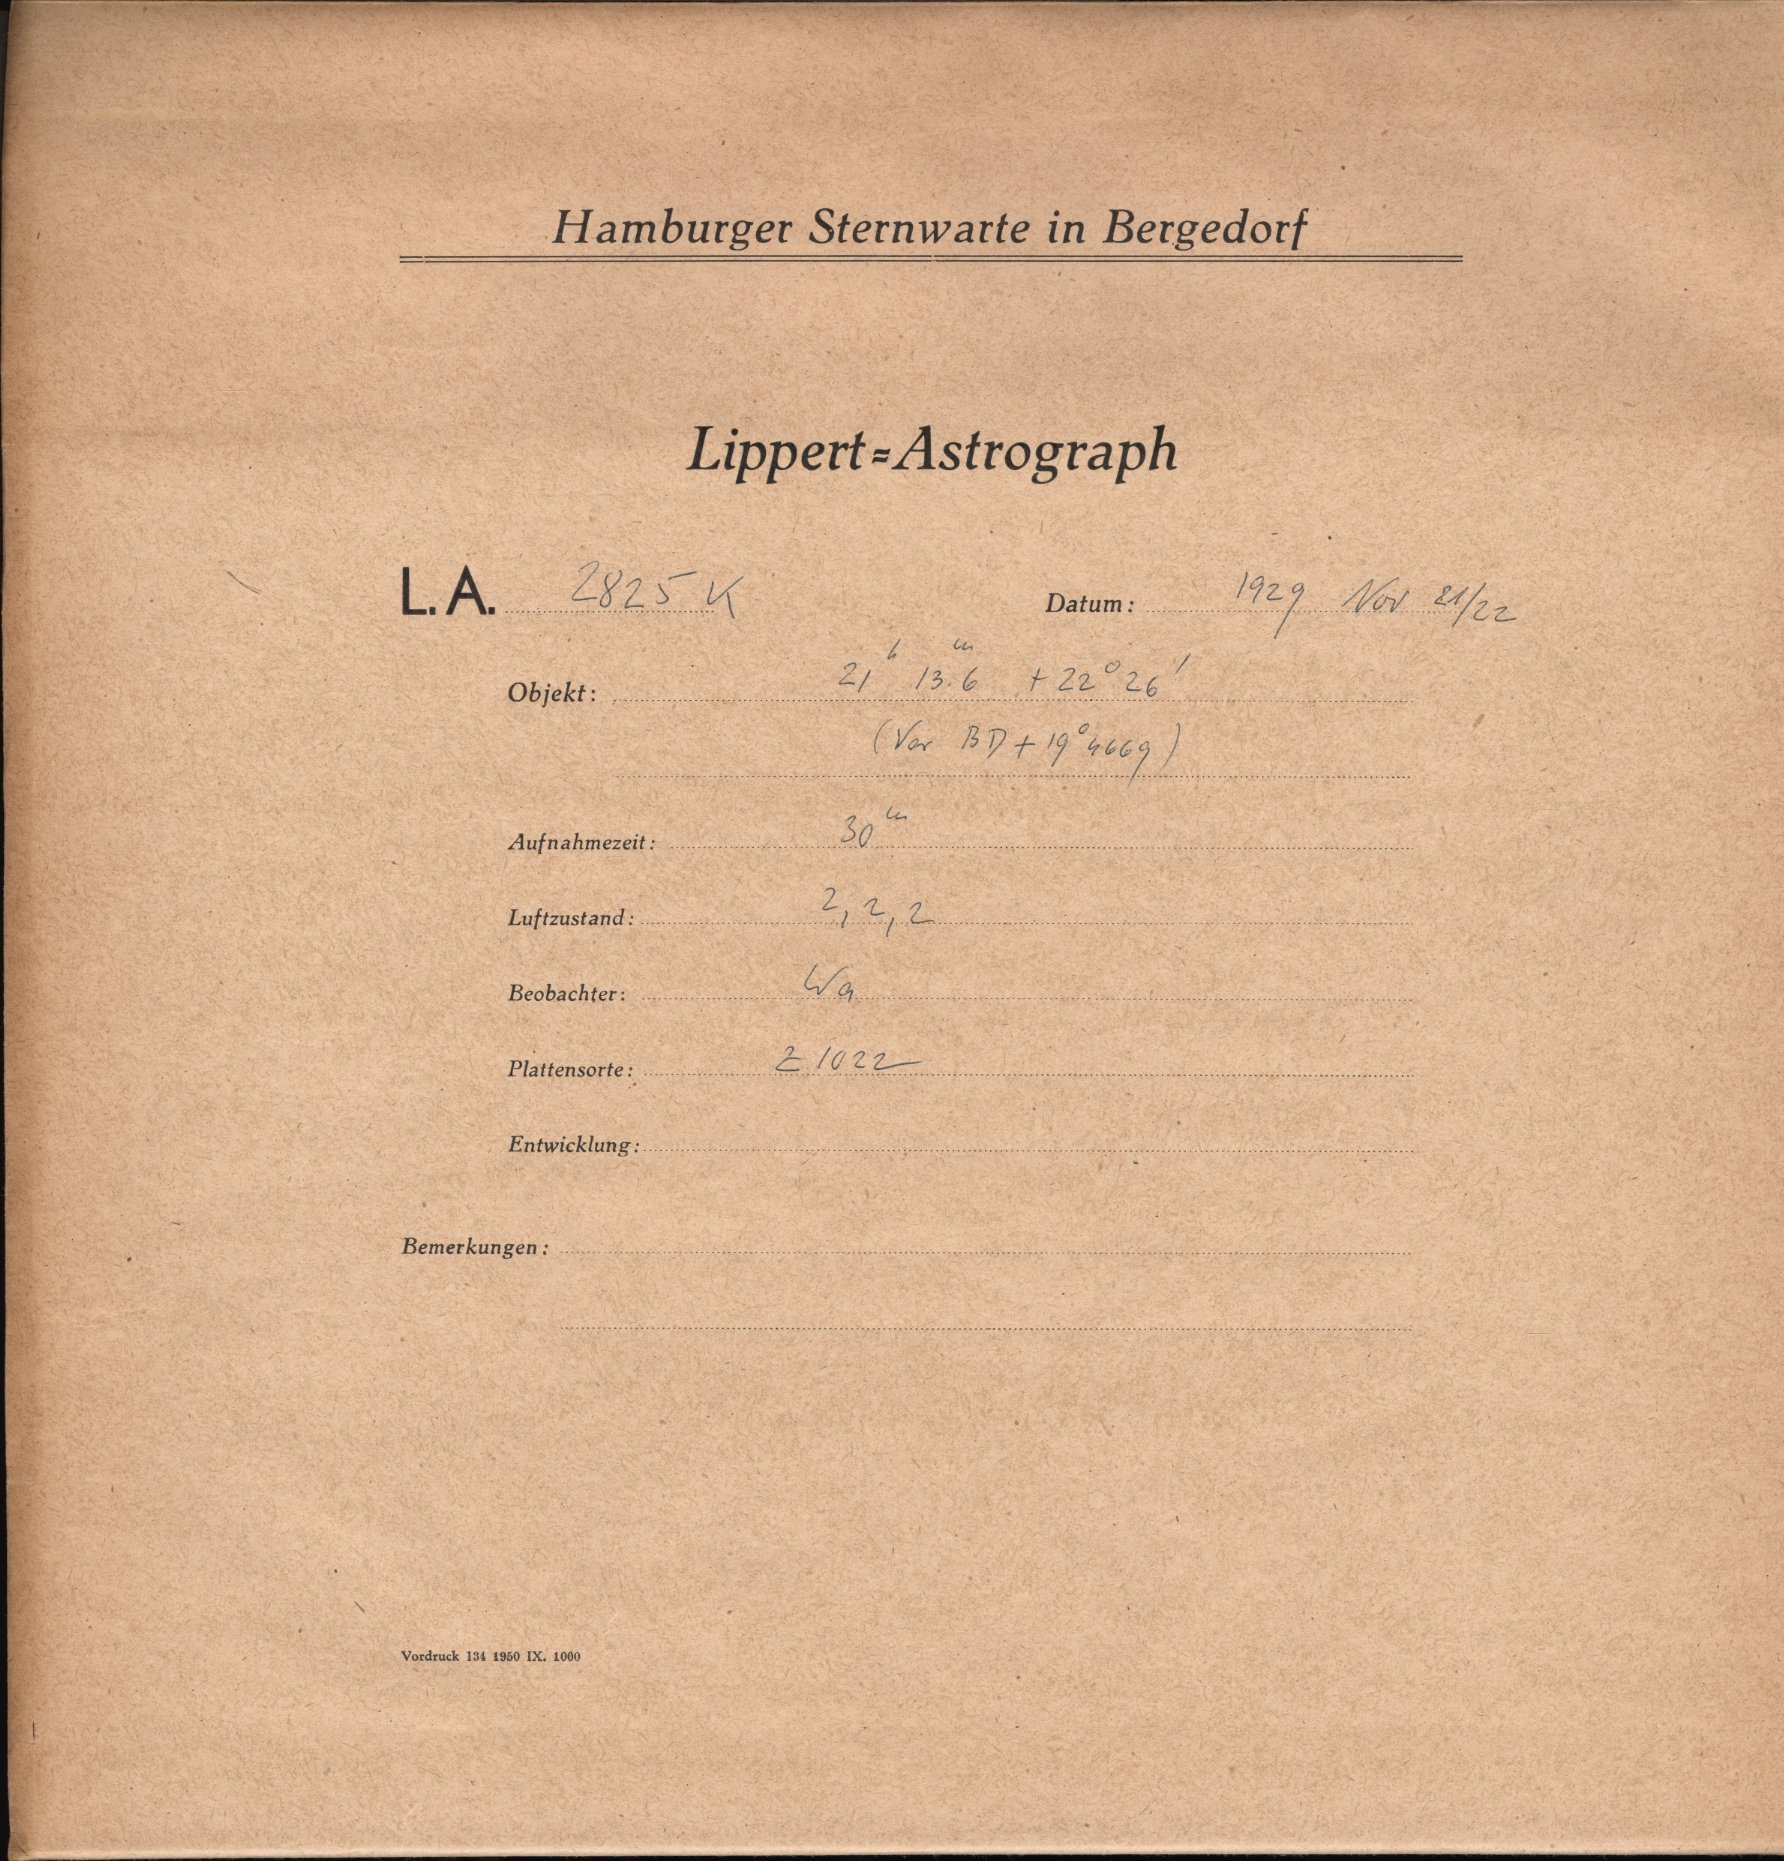 Hamburger Sternwarte in Bergedorf
Lippert=Astrograph
L. A. 2825 K Datum: 1929 Nov 21/22
Objekt: 21ʰ 13.6ᵐ + 22° 26′
(Var BD + 19° 4669)
Aufnahmezeit: 30ᵐ
Luftzustand: 2, 2, 2
Beobachter: Wa
Plattensorte: Z 1022
Entwicklung:
Bemerkungen:
Vordruck 134 1950 IX. 1000